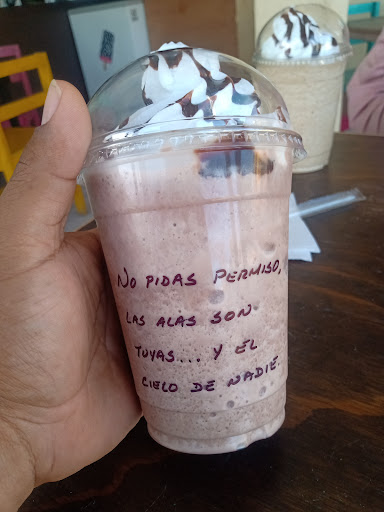 No PIDAS PERMISO,
LAS ALAS SON
TUYAS... Y EL
CIELO DE NADIE.